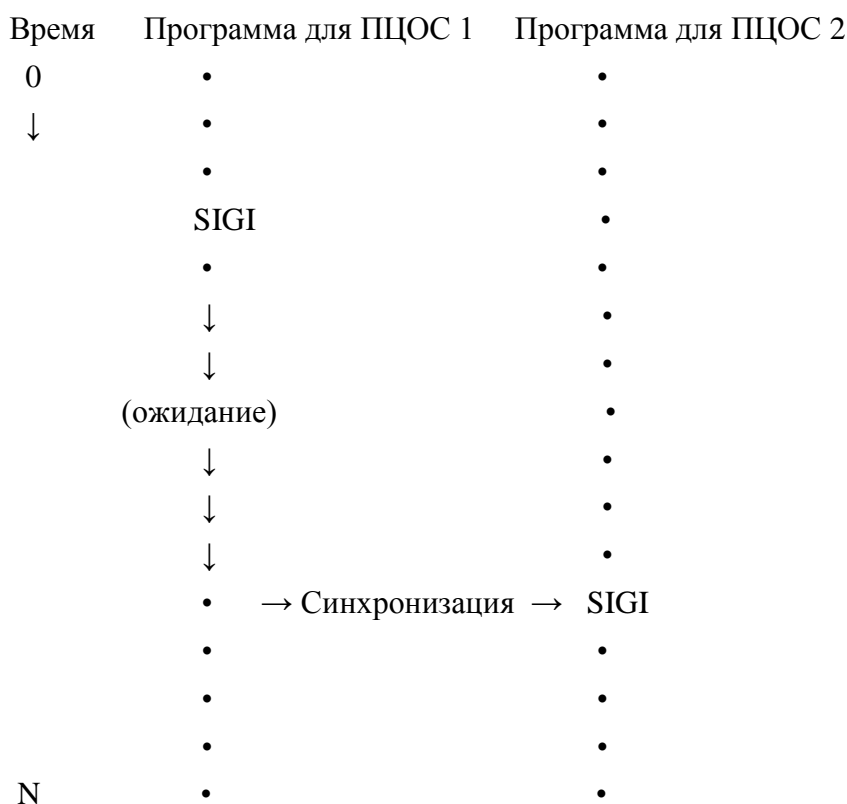 Время Программа для ПЦОС 1 Программа для ПЦОС 2
0 • •
↓ • •
• •
SIGI •
• •
↓ •
↓ •
(ожидание) •
↓ •
↓ •
↓ •
• → Синхронизация → SIGI
• •
• •
• •
N • •